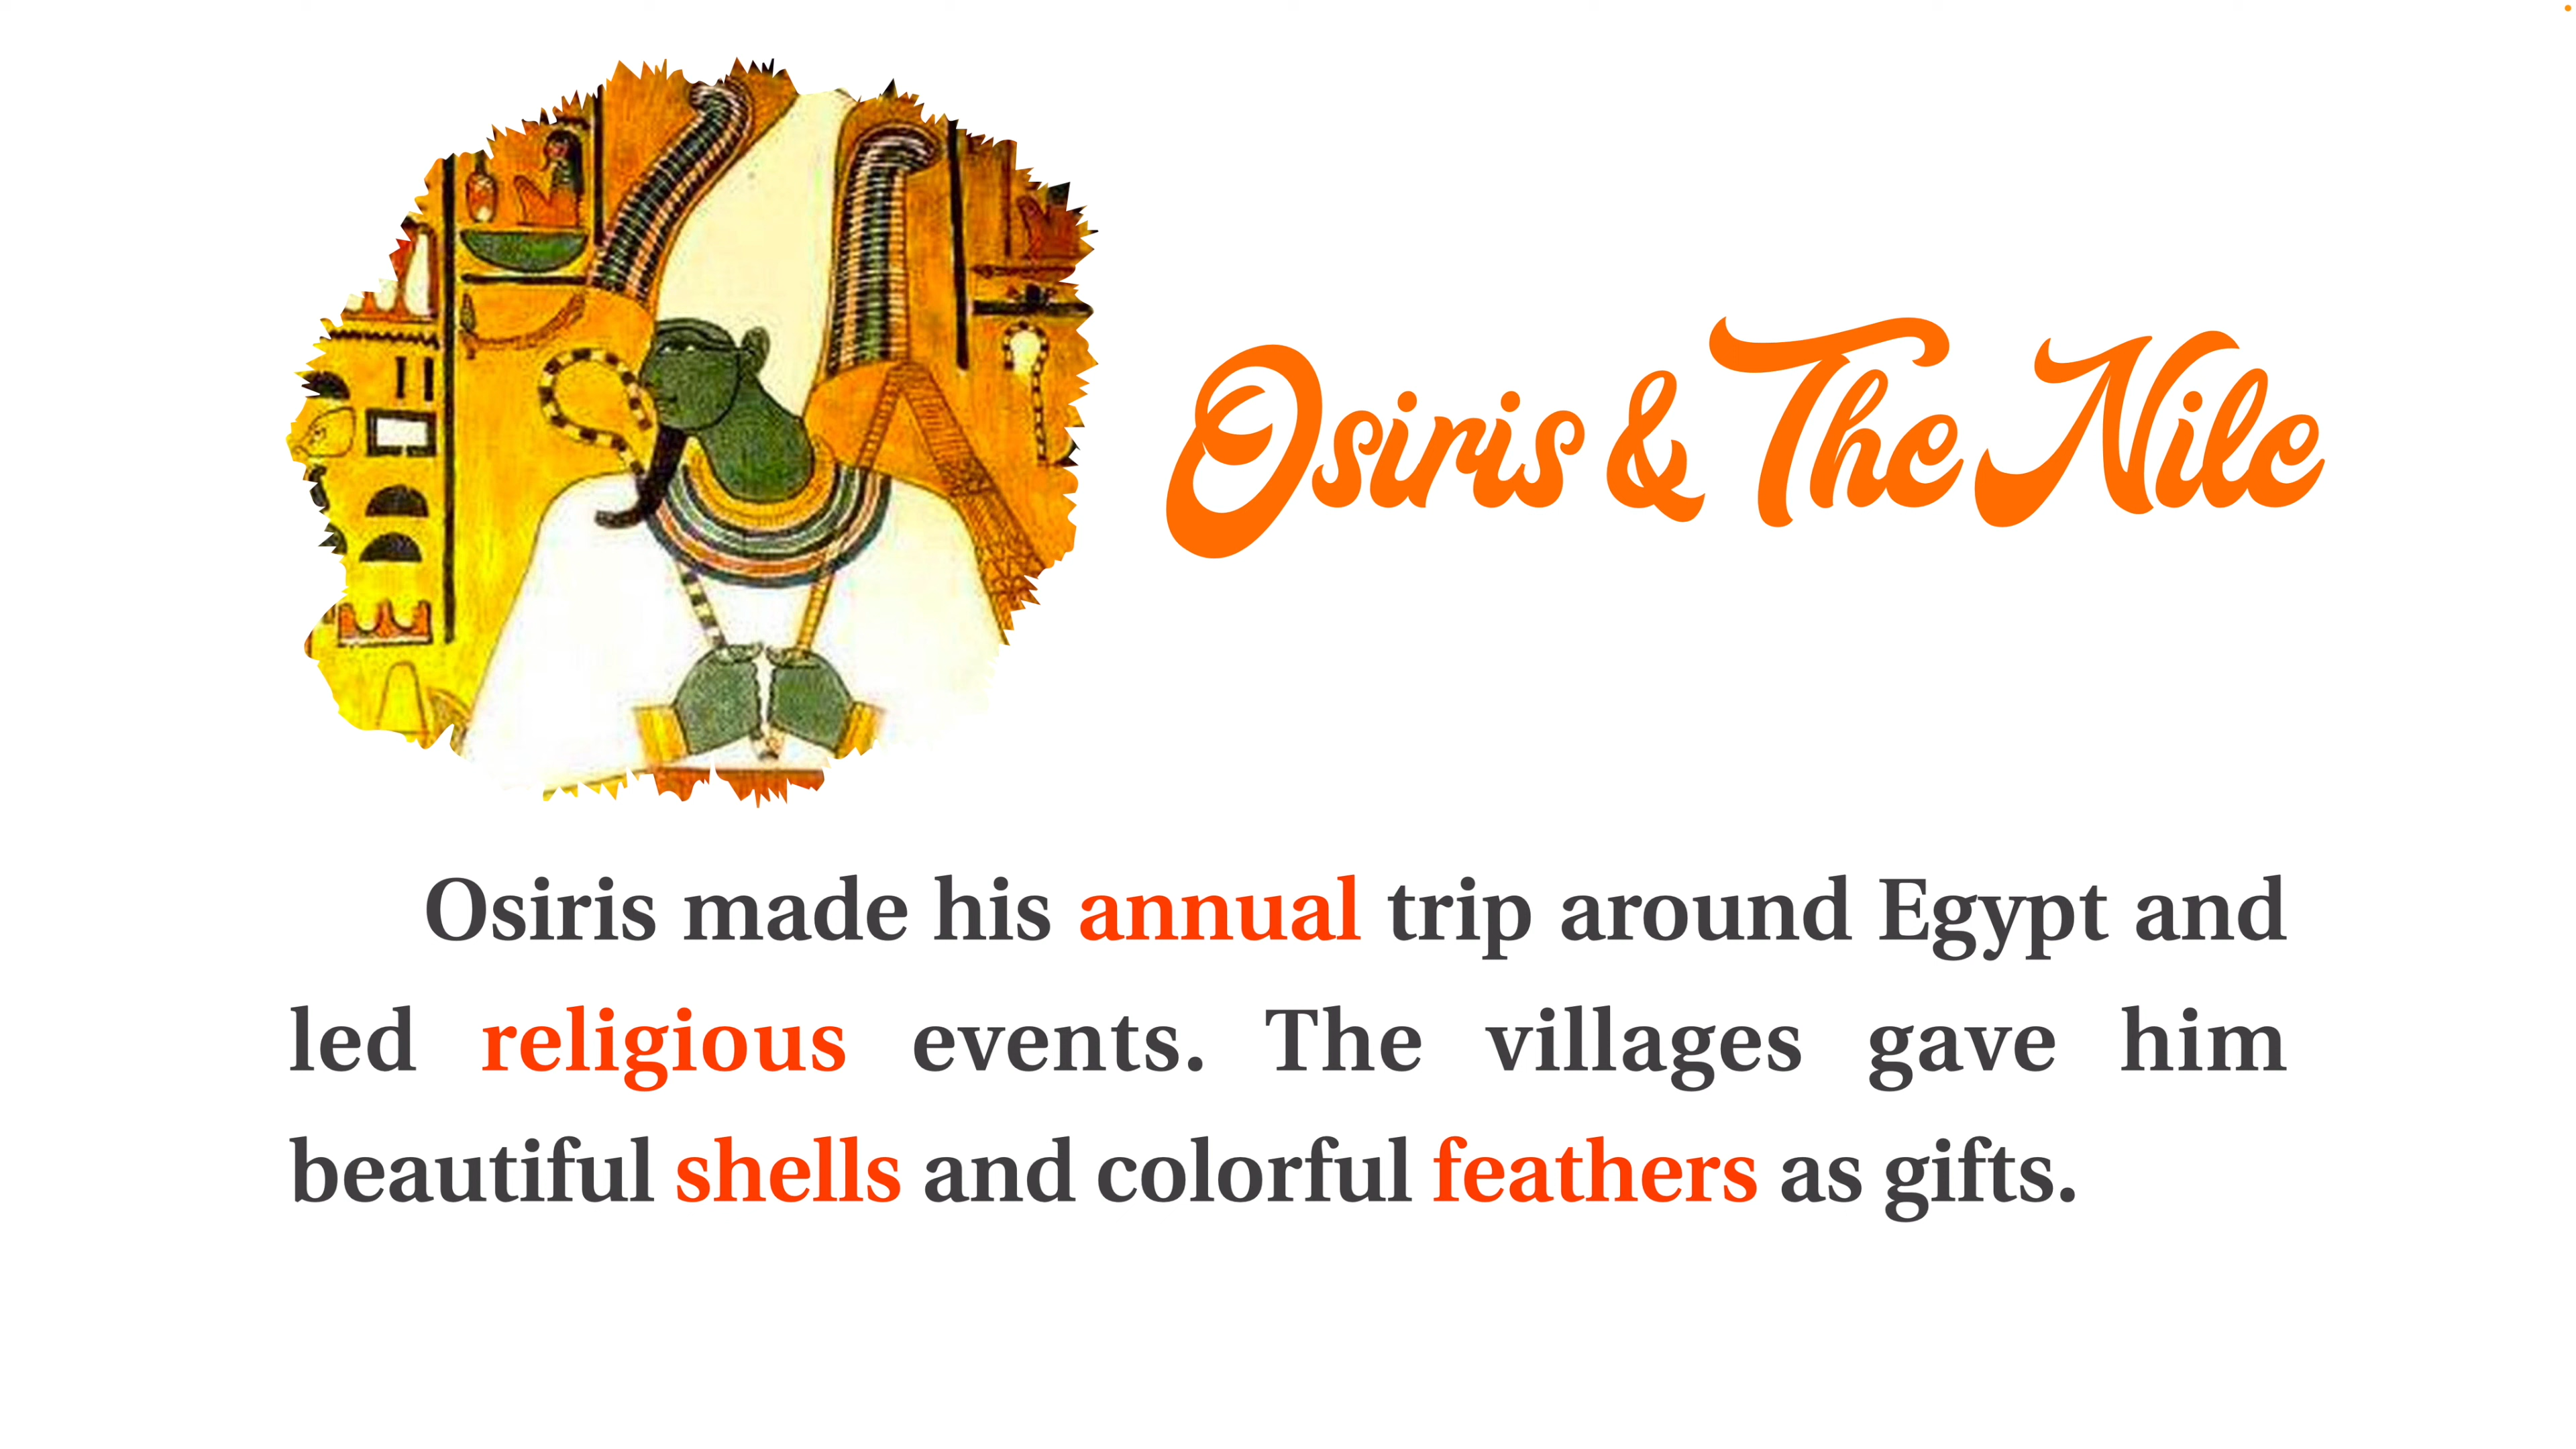 Osiris & The Nile
Osiris made his annual trip around Egypt and
led religious events. The villages gave him
beautiful shells and colorful feathers as gifts.